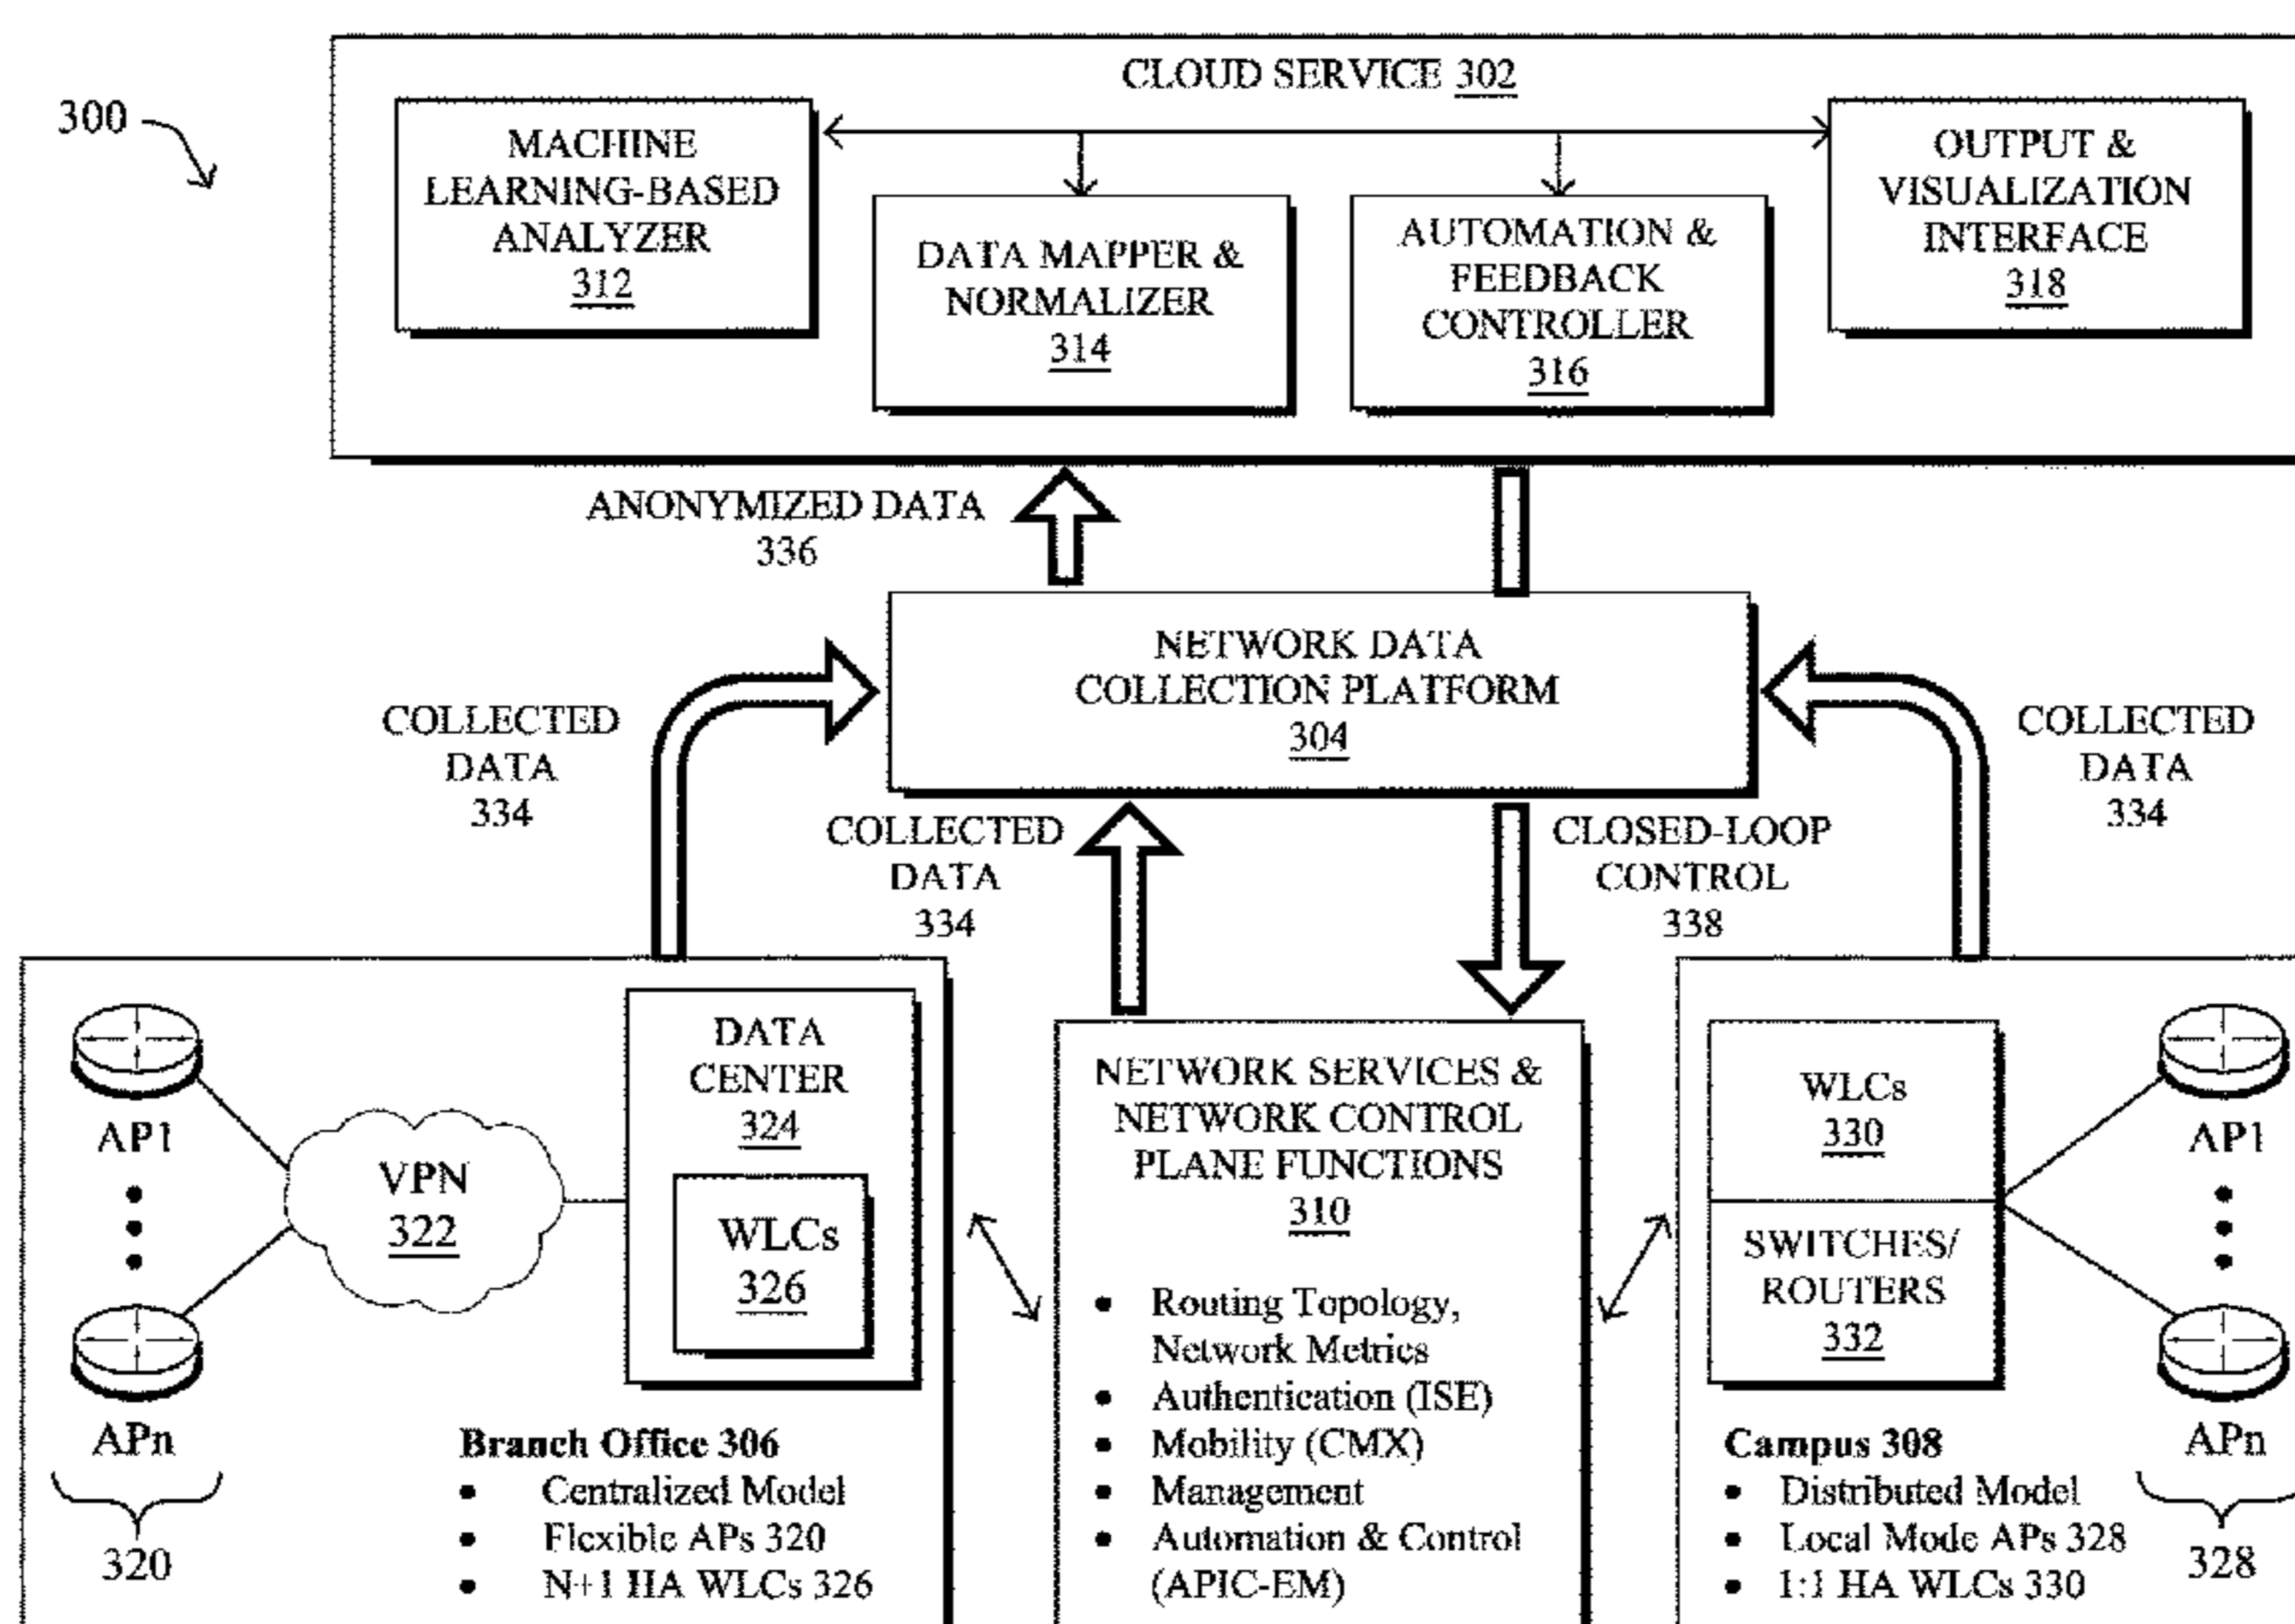 300
CLOUD SERVICE 302
MACHINE
LEARNING-BASED
ANALYZER
312
DATA MAPPER &
NORMALIZER
314
AUTOMATION &
FEEDBACK
CONTROLLER
316
OUTPUT &
VISUALIZATION
INTERFACE
318
ANONYMIZED DATA
336
NETWORK DATA
COLLECTION PLATFORM
304
COLLECTED
DATA
334
COLLECTED
DATA
334
CLOSED-LOOP
CONTROL
338
COLLECTED
DATA
334
AP1
APn
320
VPN
322
DATA
CENTER
324
WLCs
326
Branch Office 306
• Centralized Model
• Flexible APs 320
• N+1 HA WLCs 326
NETWORK SERVICES &
NETWORK CONTROL
PLANE FUNCTIONS
310
• Routing Topology,
Network Metrics
• Authentication (ISE)
• Mobility (CMX)
• Management
• Automation & Control
(APIC-EM)
WLCs
330
SWITCHES/
ROUTERS
332
AP1
APn
328
Campus 308
• Distributed Model
• Local Mode APs 328
• 1:1 HA WLCs 330